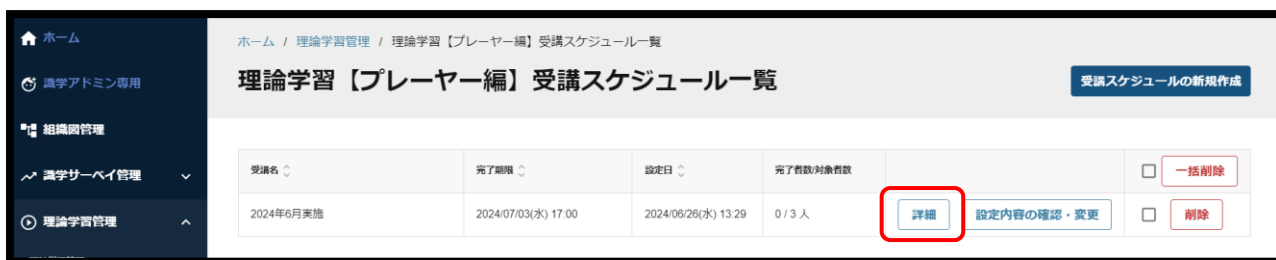 ホーム
識学アドミン専用
組織図管理
識学サーベイ管理
理論学習管理
ホーム / 理論学習管理 / 理論学習【プレーヤー編】受講スケジュール一覧
理論学習【プレーヤー編】受講スケジュール一覧
受講スケジュールの新規作成
受講名 完了期限 設定日 完了者数/対象者数 一括削除
2024年6月実施 2024/07/03(水) 17:00 2024/06/26(水) 13:29 0 / 3 人 詳細 設定内容の確認・変更 削除